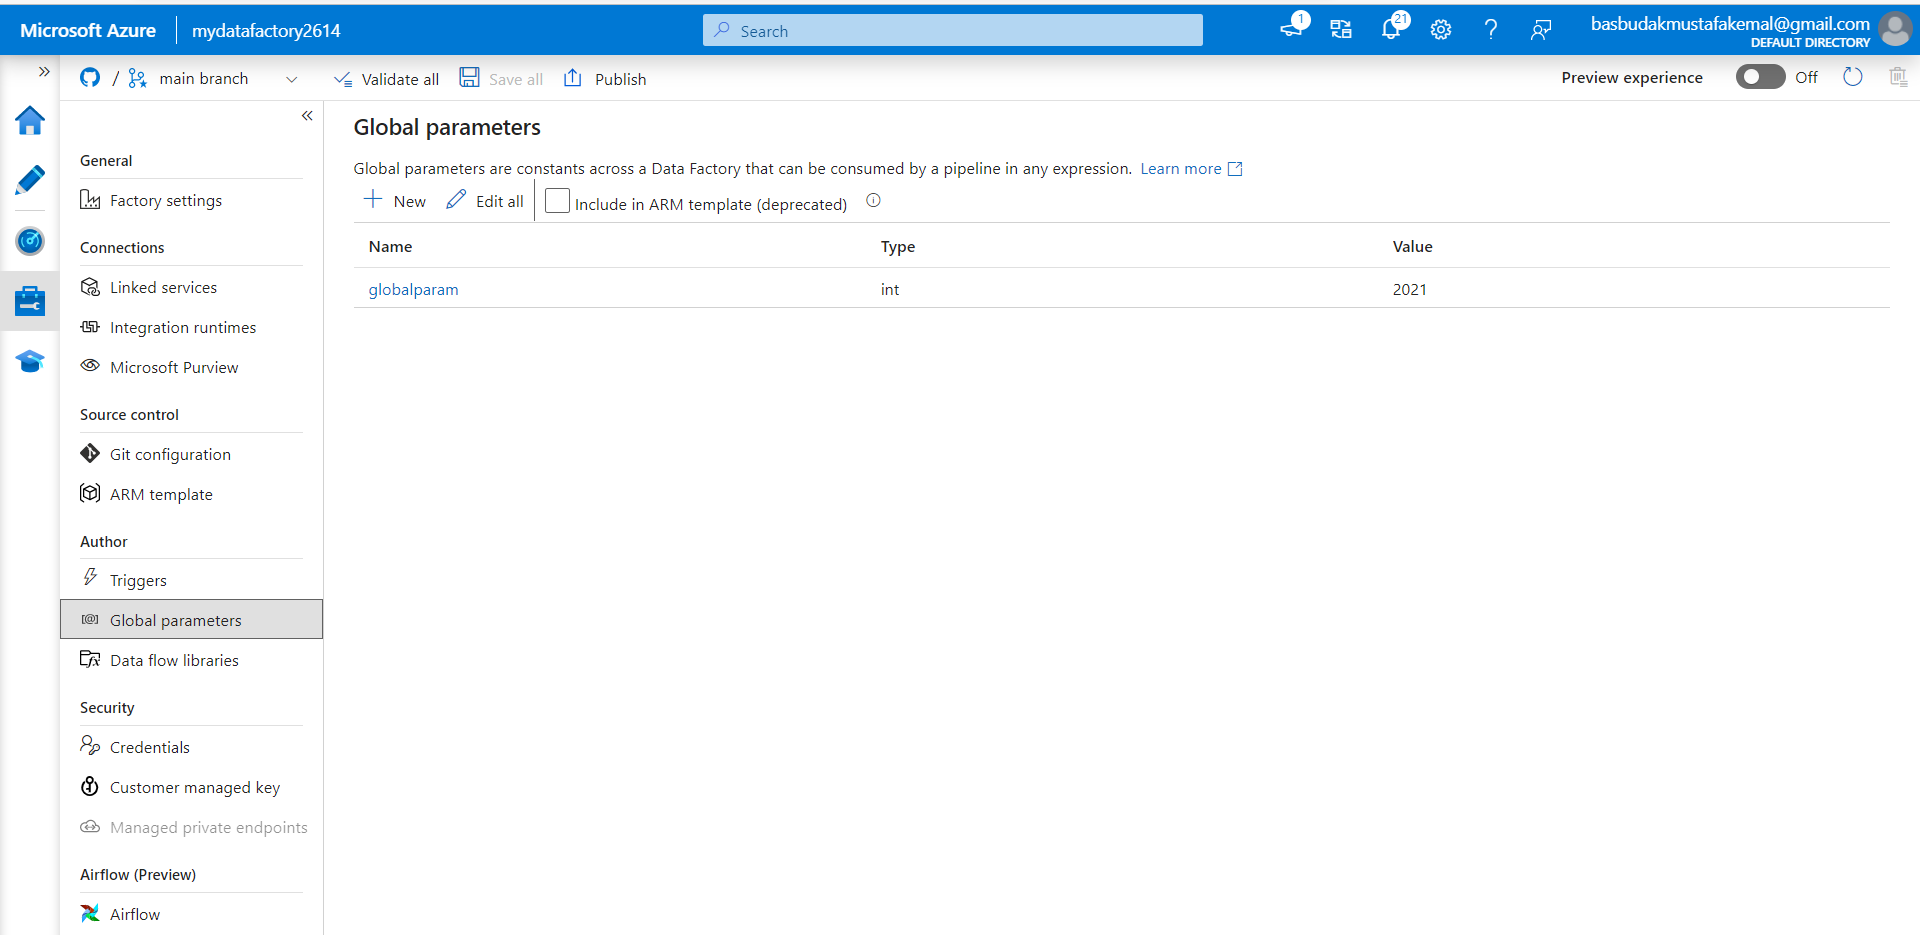 Microsoft Azure mydatafactory2614 Search 1 21 basbudakmustafakemal@gmail.com
DEFAULT DIRECTORY
/ main branch Validate all Save all Publish Preview experience Off
General
Factory settings
Connections
Linked services
Integration runtimes
Microsoft Purview
Source control
Git configuration
ARM template
Author
Triggers
Global parameters
Data flow libraries
Security
Credentials
Customer managed key
Managed private endpoints
Airflow (Preview)
Airflow
Global parameters
Global parameters are constants across a Data Factory that can be consumed by a pipeline in any expression. Learn more
New Edit all Include in ARM template (deprecated)
Name Type Value
globalparam int 2021